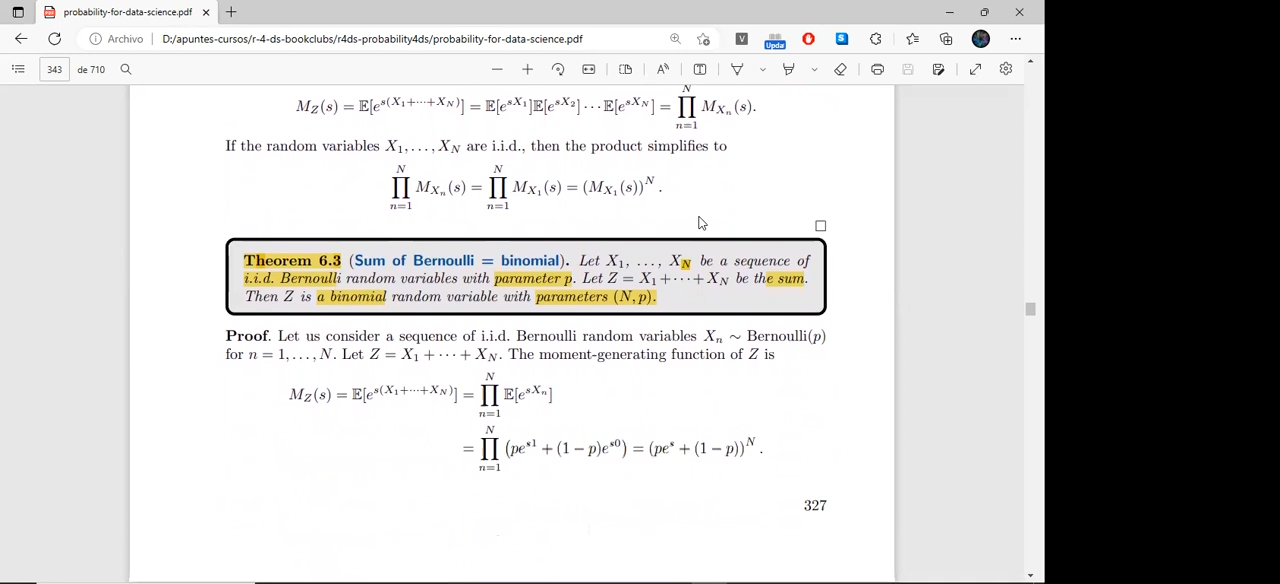 probability-for-data-science.pdf
Archivo D:/apuntes-cursos/r-4-ds-bookclubs/r4ds-probability4ds/probability-for-data-science.pdf
V
Updat
S
343 de 710
M_Z(s) = 𝔼[e^{s(X_1+⋯+X_N)}] = 𝔼[e^{sX_1}]𝔼[e^{sX_2}] ⋯ 𝔼[e^{sX_N}] = ∏_{n=1}^{N} M_{X_n}(s).
If the random variables X_1, …, X_N are i.i.d., then the product simplifies to
∏_{n=1}^{N} M_{X_n}(s) = ∏_{n=1}^{N} M_{X_1}(s) = (M_{X_1}(s))^N.
□
Theorem 6.3 (Sum of Bernoulli = binomial). Let X_1, …, X_N be a sequence of
i.i.d. Bernoulli random variables with parameter p. Let Z = X_1+⋯+X_N be the sum.
Then Z is a binomial random variable with parameters (N, p).
Proof. Let us consider a sequence of i.i.d. Bernoulli random variables X_n ∼ Bernoulli(p)
for n = 1, …, N. Let Z = X_1 + ⋯ + X_N. The moment-generating function of Z is
M_Z(s) = 𝔼[e^{s(X_1+⋯+X_N)}] = ∏_{n=1}^{N} 𝔼[e^{sX_n}]
= ∏_{n=1}^{N} (pe^{s1} + (1 − p)e^{s0}) = (pe^s + (1 − p))^N.
327